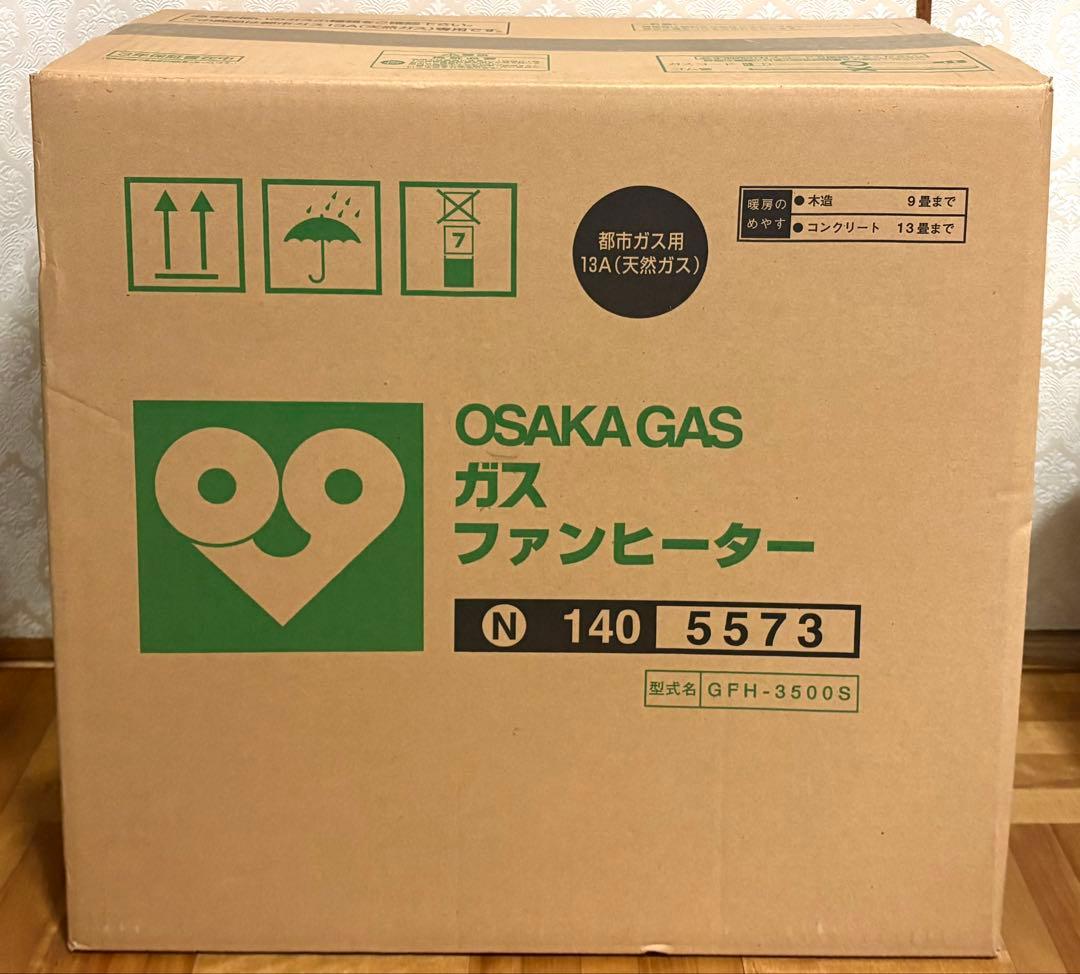 7
都市ガス用
13A(天然ガス)
暖房の
めやす
●木造 9畳まで
●コンクリート 13畳まで
OSAKA GAS
ガス
ファンヒーター
N 140 5573
型式名 GFH-3500S